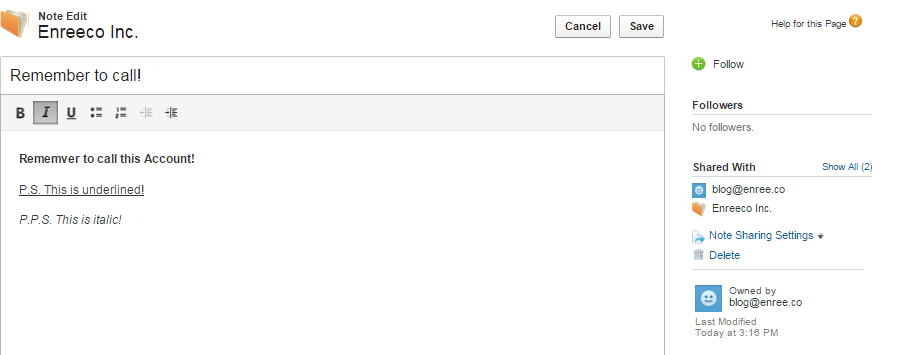 Note Edit
Enreeco Inc.
Cancel
Save
Help for this Page ?
Remember to call!
B I U
Rememver to call this Account!
P.S. This is underlined!
P.P.S. This is italic!
Follow
Followers
No followers.
Shared With Show All (2)
blog@enree.co
Enreeco Inc.
Note Sharing Settings
Delete
Owned by
blog@enree.co
Last Modified
Today at 3:16 PM